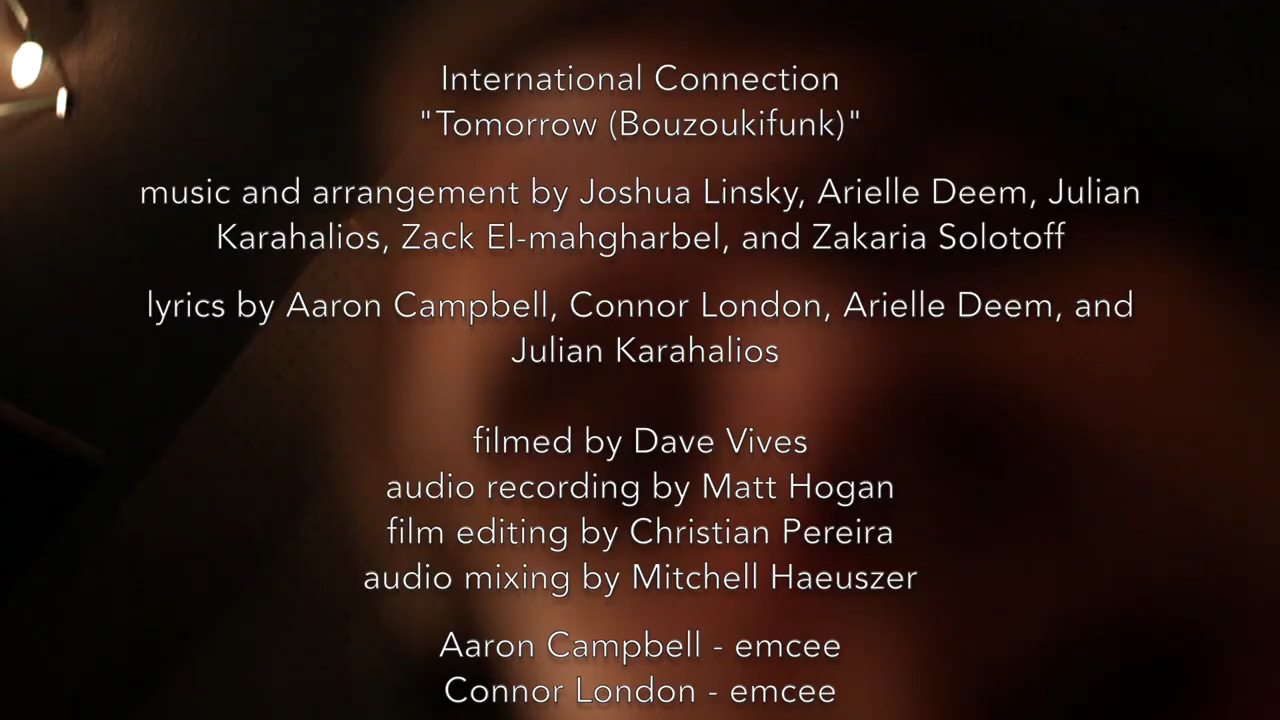 International Connection
"Tomorrow (Bouzoukifunk)"
music and arrangement by Joshua Linsky, Arielle Deem, Julian
Karahalios, Zack El-mahgharbel, and Zakaria Solotoff
lyrics by Aaron Campbell, Connor London, Arielle Deem, and
Julian Karahalios
filmed by Dave Vives
audio recording by Matt Hogan
film editing by Christian Pereira
audio mixing by Mitchell Haeuszer
Aaron Campbell - emcee
Connor London - emcee